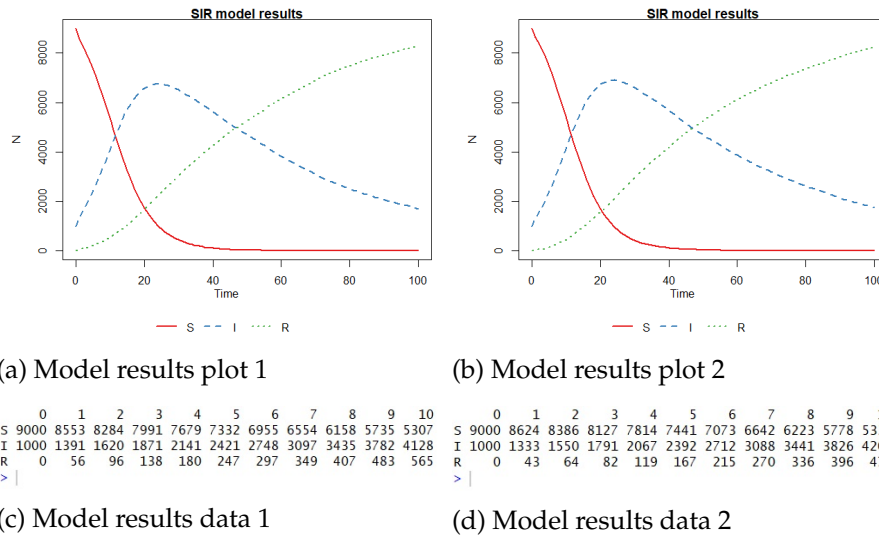 SIR model results
N
8000
6000
4000
2000
0
0 20 40 60 80 100
Time
S I R
(a) Model results plot 1
SIR model results
N
8000
6000
4000
2000
0
0 20 40 60 80 100
Time
S I R
(b) Model results plot 2
0 1 2 3 4 5 6 7 8 9 10
S 9000 8553 8284 7991 7679 7332 6955 6554 6158 5735 5307
I 1000 1391 1620 1871 2141 2421 2748 3097 3435 3782 4128
R 0 56 96 138 180 247 297 349 407 483 565
>
(c) Model results data 1
0 1 2 3 4 5 6 7 8 9
S 9000 8624 8386 8127 7814 7441 7073 6642 6223 5778
I 1000 1333 1550 1791 2067 2392 2712 3088 3441 3826
R 0 43 64 82 119 167 215 270 336 396
>
(d) Model results data 2